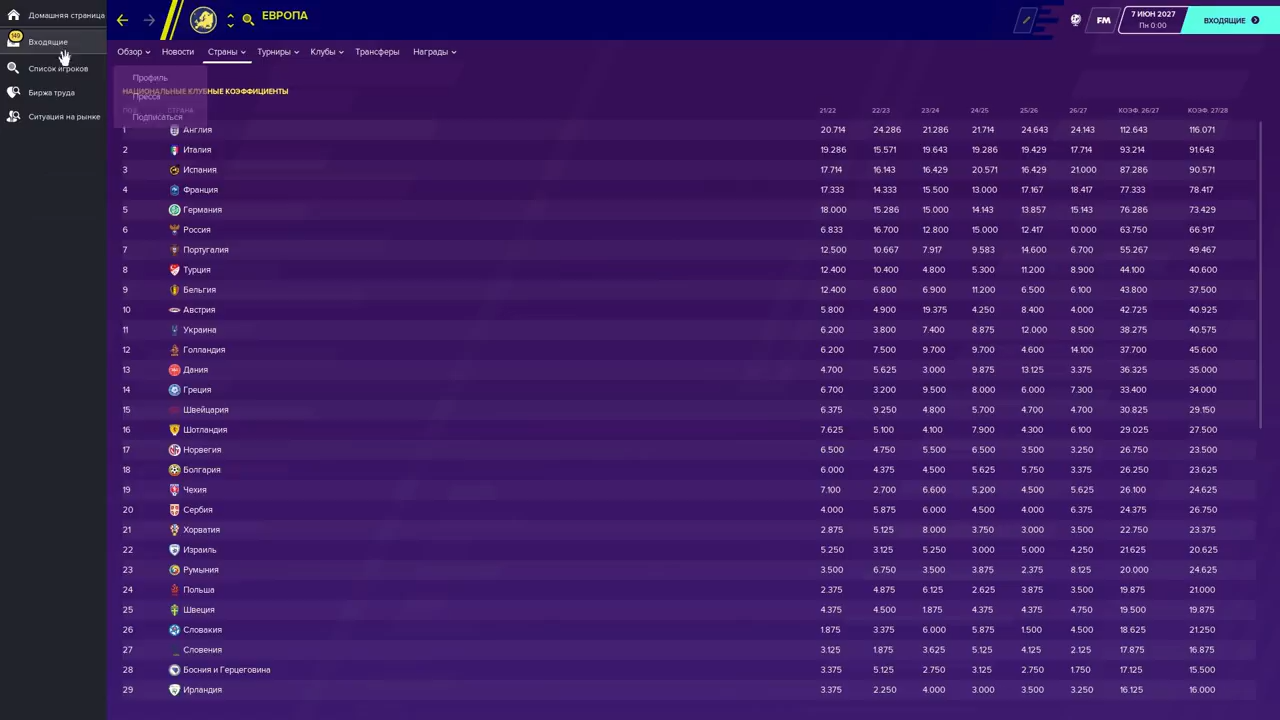 Домашняя страница
149
Входящие
Список игроков
Биржа труда
Ситуация на рынке
ЕВРОПА
FM
7 ИЮН 2027
Пн 0:00
ВХОДЯЩИЕ
Обзор Новости Страны Турниры Клубы Трансферы Награды
Профиль
Пресса
Подписаться
НАЦИОНАЛЬНЫЕ КЛУБНЫЕ КОЭФФИЦИЕНТЫ
СТРАНА 21/22 22/23 23/24 24/25 25/26 26/27 КОЭФ. 26/27 КОЭФ. 27/28
1 Англия 20.714 24.286 21.286 21.714 24.643 24.143 112.643 116.071
2 Италия 19.286 15.571 19.643 19.286 19.429 17.714 93.214 91.643
3 Испания 17.714 16.143 16.429 20.571 16.429 21.000 87.286 90.571
4 Франция 17.333 14.333 15.500 13.000 17.167 18.417 77.333 78.417
5 Германия 18.000 15.286 15.000 14.143 13.857 15.143 76.286 73.429
6 Россия 6.833 16.700 12.800 15.000 12.417 10.000 63.750 66.917
7 Португалия 12.500 10.667 7.917 9.583 14.600 6.700 55.267 49.467
8 Турция 12.400 10.400 4.800 5.300 11.200 8.900 44.100 40.600
9 Бельгия 12.400 6.800 6.900 11.200 6.500 6.100 43.800 37.500
10 Австрия 5.800 4.900 19.375 4.250 8.400 4.000 42.725 40.925
11 Украина 6.200 3.800 7.400 8.875 12.000 8.500 38.275 40.575
12 Голландия 6.200 7.500 9.700 9.700 4.600 14.100 37.700 45.600
13 Дания 4.700 5.625 3.000 9.875 13.125 3.375 36.325 35.000
14 Греция 6.700 3.200 9.500 8.000 6.000 7.300 33.400 34.000
15 Швейцария 6.375 9.250 4.800 5.700 4.700 4.700 30.825 29.150
16 Шотландия 7.625 5.100 4.100 7.900 4.300 6.100 29.025 27.500
17 Норвегия 6.500 4.750 5.500 6.500 3.500 3.250 26.750 23.500
18 Болгария 6.000 4.375 4.500 5.625 5.750 3.375 26.250 23.625
19 Чехия 7.100 2.700 6.600 5.200 4.500 5.625 26.100 24.625
20 Сербия 4.000 5.875 6.000 4.500 4.000 6.375 24.375 26.750
21 Хорватия 2.875 5.125 8.000 3.750 3.000 3.500 22.750 23.375
22 Израиль 5.250 3.125 5.250 3.000 5.000 4.250 21.625 20.625
23 Румыния 3.500 6.750 3.500 3.875 2.375 8.125 20.000 24.625
24 Польша 2.375 4.875 6.125 2.625 3.875 3.500 19.875 21.000
25 Швеция 4.375 4.500 1.875 4.375 4.375 4.750 19.500 19.875
26 Словакия 1.875 3.375 6.000 5.875 1.500 4.500 18.625 21.250
27 Словения 3.125 1.875 3.625 5.125 4.125 2.125 17.875 16.875
28 Босния и Герцеговина 3.375 5.125 2.750 3.125 2.750 1.750 17.125 15.500
29 Ирландия 3.375 2.250 4.000 3.000 3.500 3.250 16.125 16.000